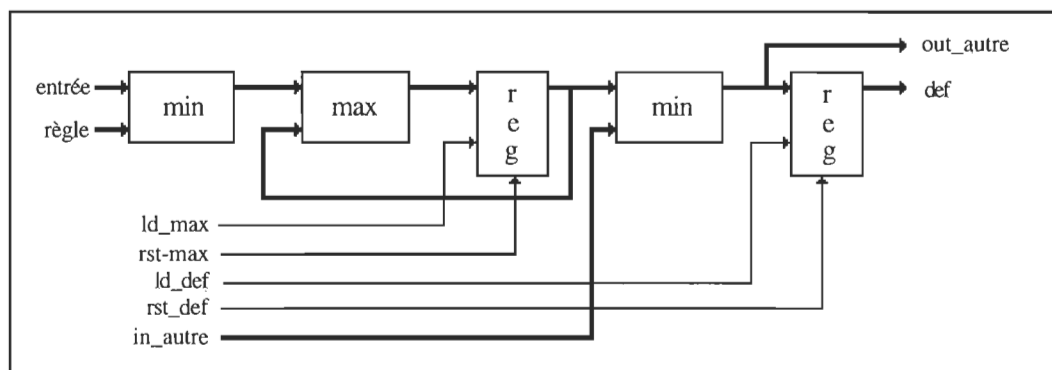 out_autre
entrée
min
max
r
e
g
min
r
e
g
def
règle
ld_max
rst-max
ld_def
rst_def
in_autre